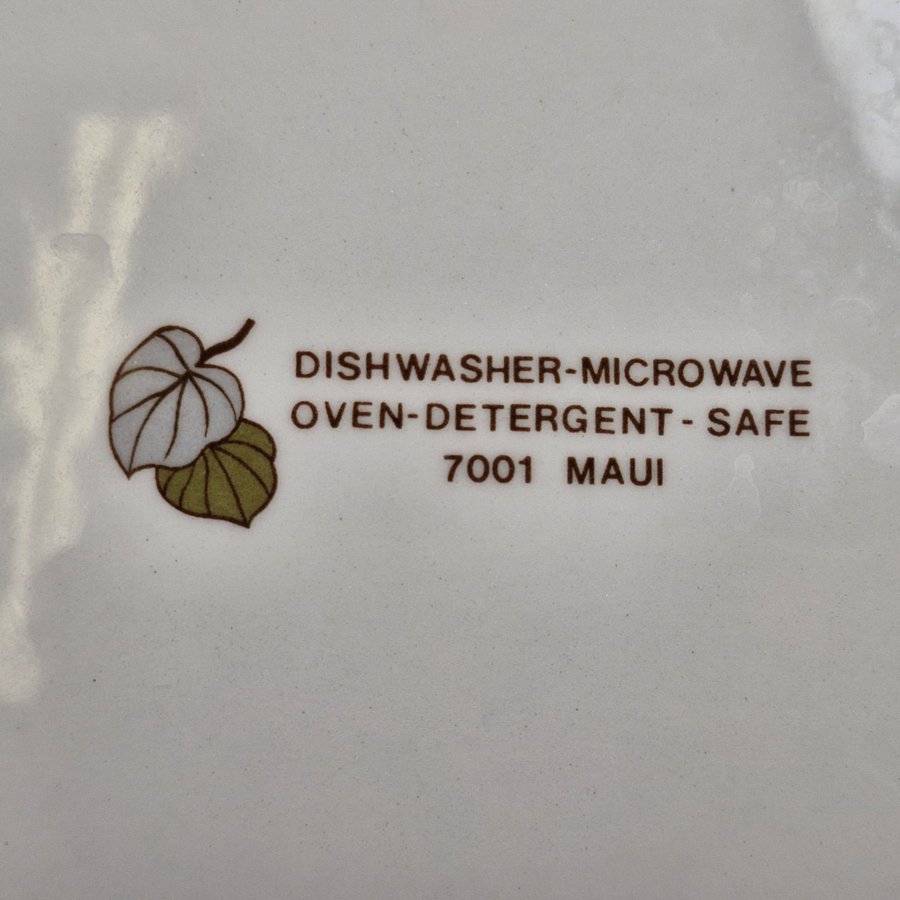 DISHWASHER-MICROWAVE
OVEN-DETERGENT-SAFE
7001 MAUI